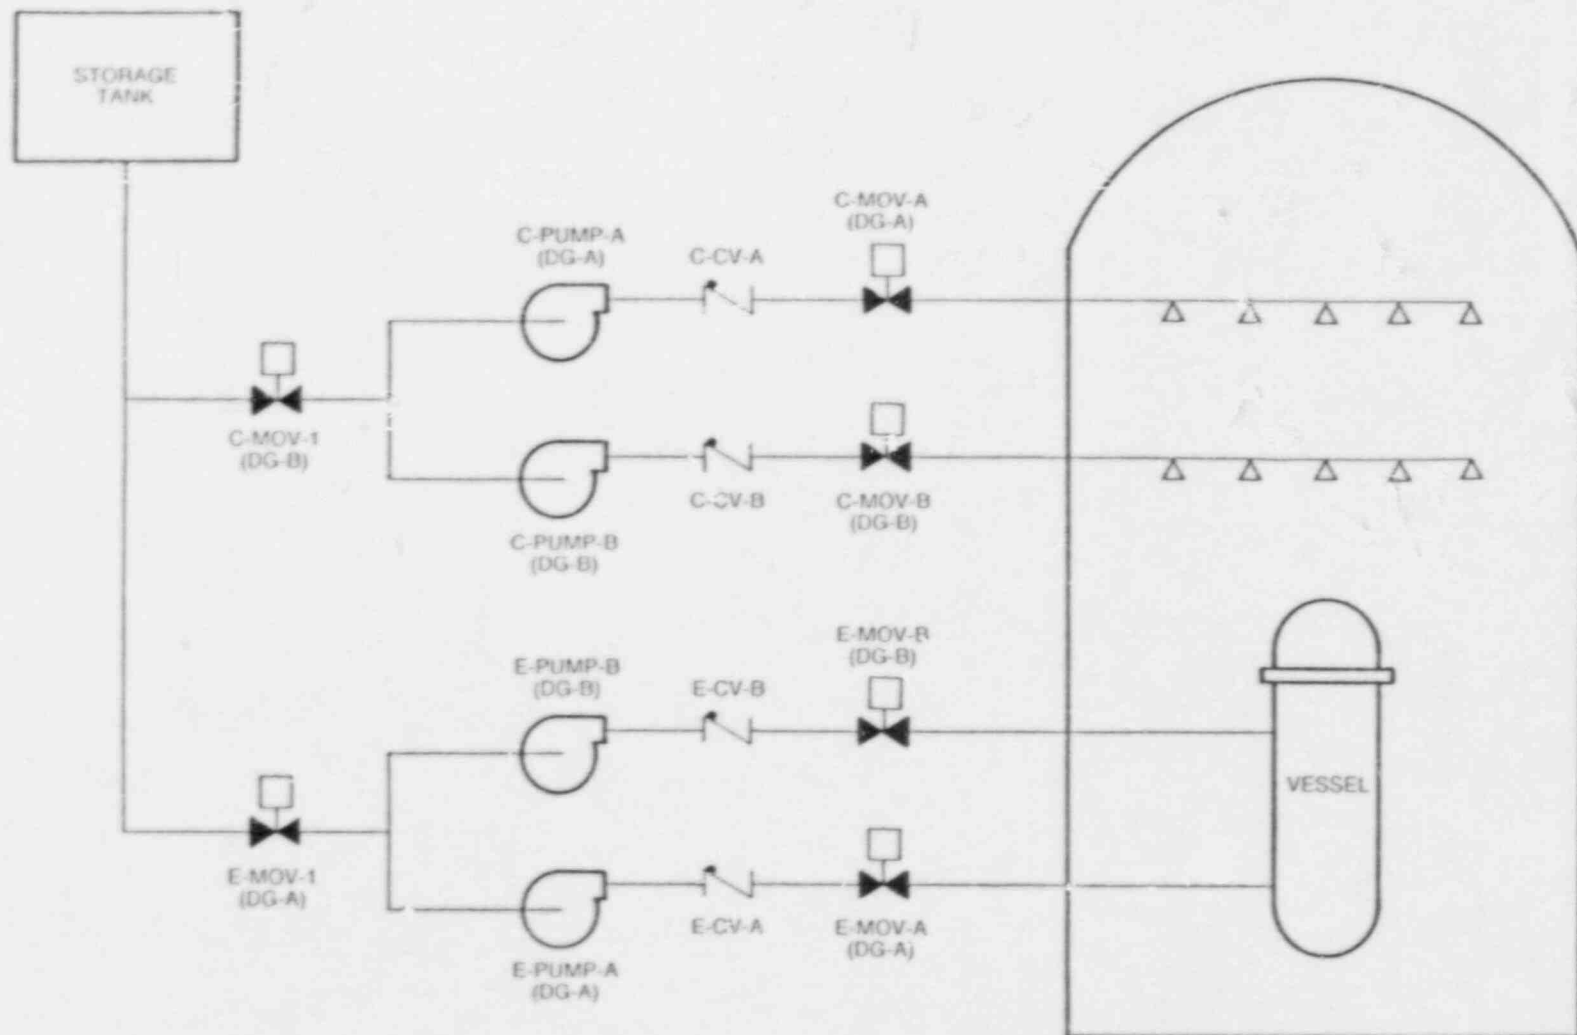 STORAGE
TANK
C-MOV-A
(DG-A)
C-PUMP-A
(DG-A)
C-CV-A
C-MOV-1
(DG-B)
C-CV-B
C-MOV-B
(DG-B)
C-PUMP-B
(DG-B)
E-MOV-B
(DG-B)
E-PUMP-B
(DG-B)
E-CV-B
VESSEL
E-MOV-1
(DG-A)
E-CV-A
E-MOV-A
(DG-A)
E-PUMP-A
(DG-A)